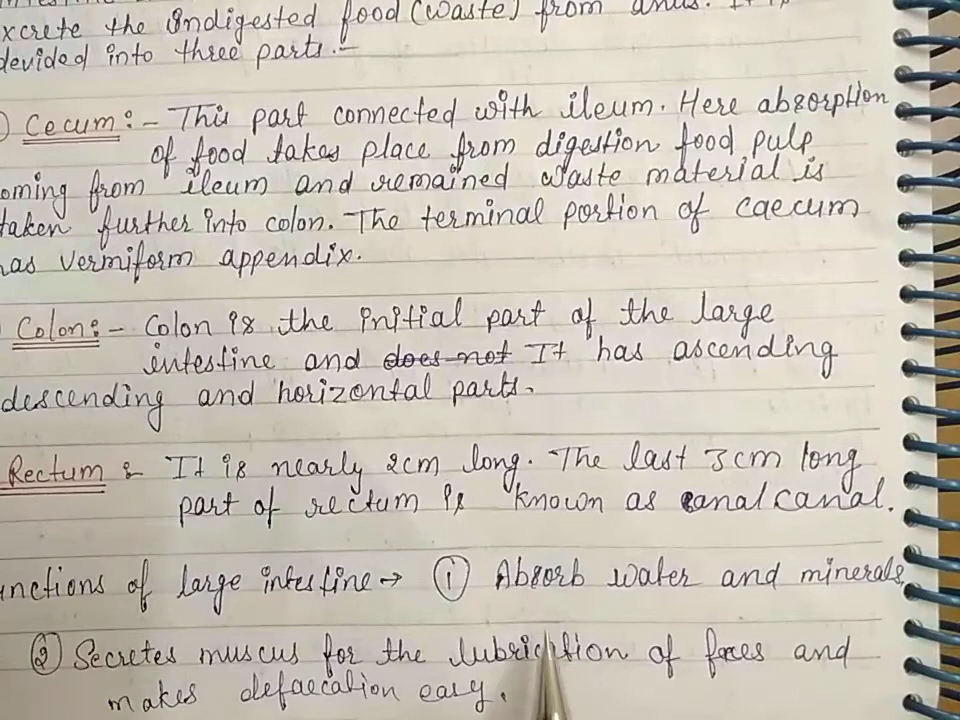 xcrete the indigested food (waste) from anus. It is
devided into three parts.-
Cecum:- This part connected with ileum. Here absorption
of food takes place from digestion food pulp
oming from ileum and remained waste material is
taken further into colon. The terminal portion of caecum
has vermiform appendix.
Colon:- Colon is the initial part of the large
intestine and does not It has ascending
descending and horizontal parts.
Rectum :- It is nearly 2cm long. The last 3cm long
part of rectum is known as canal canal.
unctions of large intestine → (i) Absorb water and minerals
② Secretes muscus for the lubrication of feces and
makes defaecation easy.